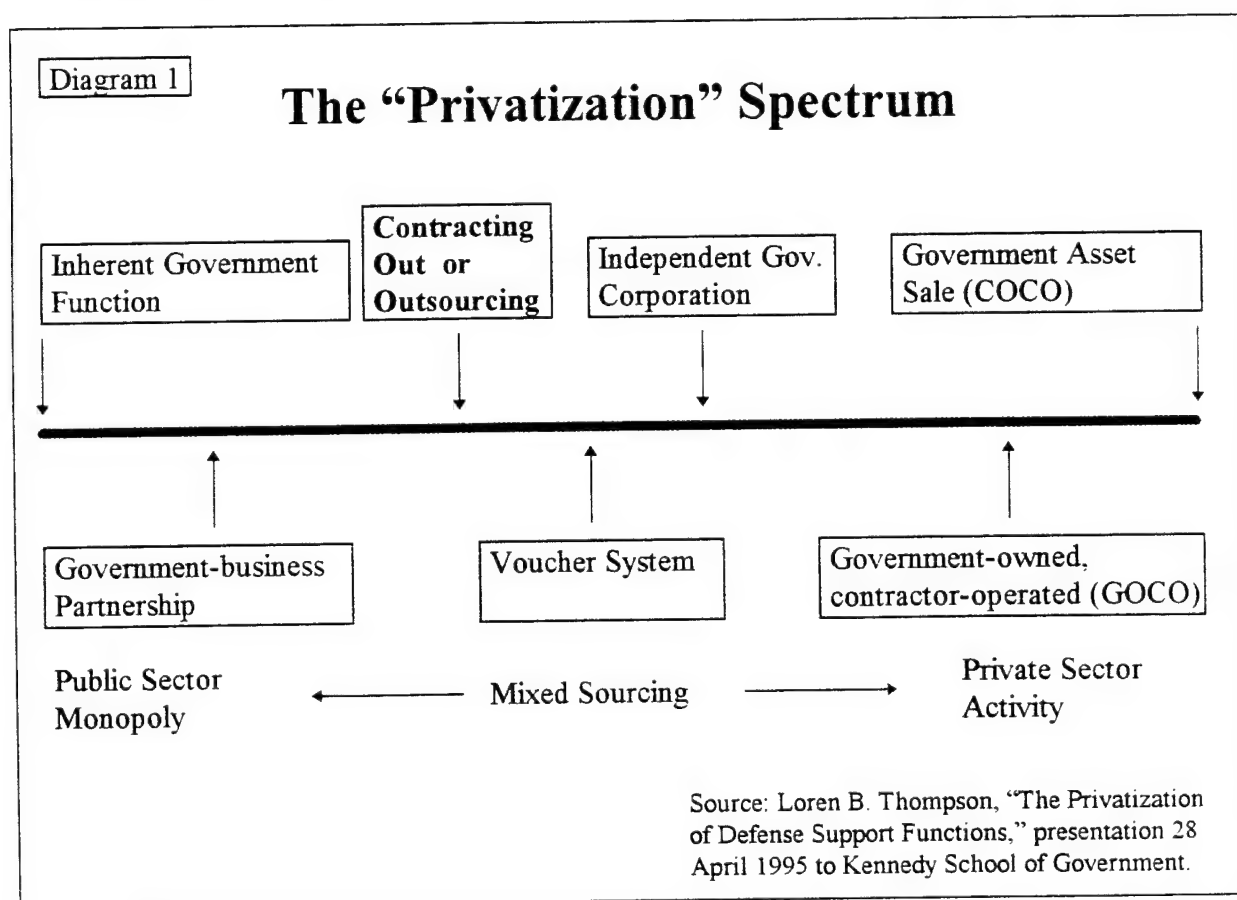 Diagram 1
The “Privatization” Spectrum
Inherent Government
Function
Contracting
Out or
Outsourcing
Independent Gov.
Corporation
Government Asset
Sale (COCO)
Government-business
Partnership
Voucher System
Government-owned,
contractor-operated (GOCO)
Public Sector
Monopoly
Mixed Sourcing
Private Sector
Activity
Source: Loren B. Thompson, “The Privatization
of Defense Support Functions,” presentation 28
April 1995 to Kennedy School of Government.